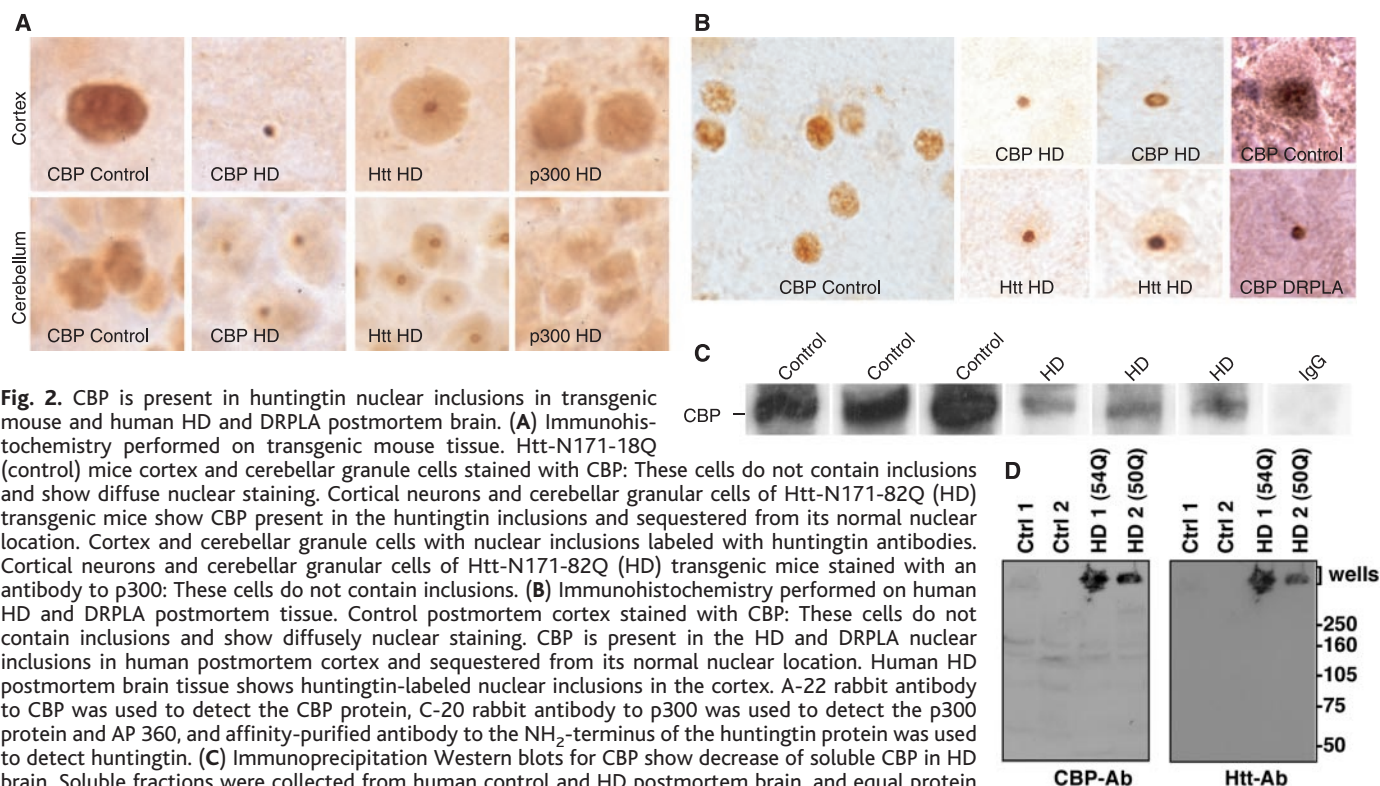 A
Cortex
CBP Control
CBP HD
Htt HD
p300 HD
Cerebellum
CBP Control
CBP HD
Htt HD
p300 HD
B
CBP Control
CBP HD
CBP HD
CBP Control
Htt HD
Htt HD
CBP DRPLA
C
Control
Control
Control
HD
HD
HD
IgG
CBP
Fig. 2. CBP is present in huntingtin nuclear inclusions in transgenic
mouse and human HD and DRPLA postmortem brain. (A) Immunohis-
tochemistry performed on transgenic mouse tissue. Htt-N171-18Q
(control) mice cortex and cerebellar granule cells stained with CBP: These cells do not contain inclusions
and show diffuse nuclear staining. Cortical neurons and cerebellar granular cells of Htt-N171-82Q (HD)
transgenic mice show CBP present in the huntingtin inclusions and sequestered from its normal nuclear
location. Cortex and cerebellar granule cells with nuclear inclusions labeled with huntingtin antibodies.
Cortical neurons and cerebellar granular cells of Htt-N171-82Q (HD) transgenic mice stained with an
antibody to p300: These cells do not contain inclusions. (B) Immunohistochemistry performed on human
HD and DRPLA postmortem tissue. Control postmortem cortex stained with CBP: These cells do not
contain inclusions and show diffusely nuclear staining. CBP is present in the HD and DRPLA nuclear
inclusions in human postmortem cortex and sequestered from its normal nuclear location. Human HD
postmortem brain tissue shows huntingtin-labeled nuclear inclusions in the cortex. A-22 rabbit antibody
to CBP was used to detect the CBP protein, C-20 rabbit antibody to p300 was used to detect the p300
protein and AP 360, and affinity-purified antibody to the NH2-terminus of the huntingtin protein was used
to detect huntingtin. (C) Immunoprecipitation Western blots for CBP show decrease of soluble CBP in HD
brain. Soluble fractions were collected from human control and HD postmortem brain, and equal protein
D
Ctrl 1
Ctrl 2
HD 1 (54Q)
HD 2 (50Q)
Ctrl 1
Ctrl 2
HD 1 (54Q)
HD 2 (50Q)
wells
-250
-160
-105
-75
-50
CBP-Ab
Htt-Ab